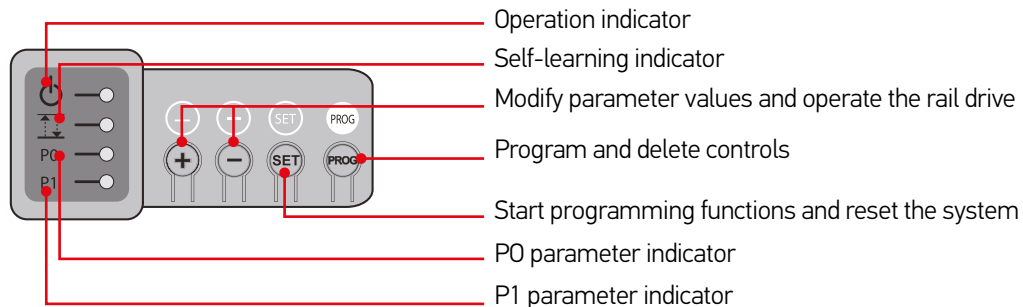 Operation indicator
Self-learning indicator
Modify parameter values and operate the rail drive
Program and delete controls
Start programming functions and reset the system
PO parameter indicator
P1 parameter indicator
P0
P1
− + SET PROG
+ − SET PROG